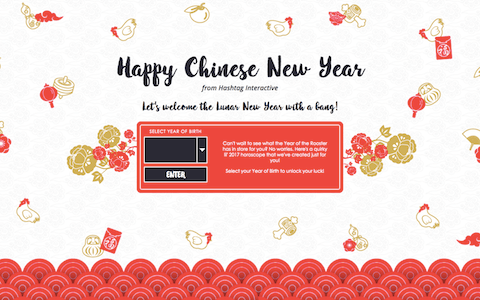 Happy Chinese New Year
from Hashtag Interactive
Let's welcome the Lunar New Year with a bang!
SELECT YEAR OF BIRTH
ENTER
Can't wait to see what the Year of the Rooster
has in store for you? No worries. Here's a quirky
lil' 2017 horoscope that we've created just for
you!
Select your Year of Birth to unlock your luck!